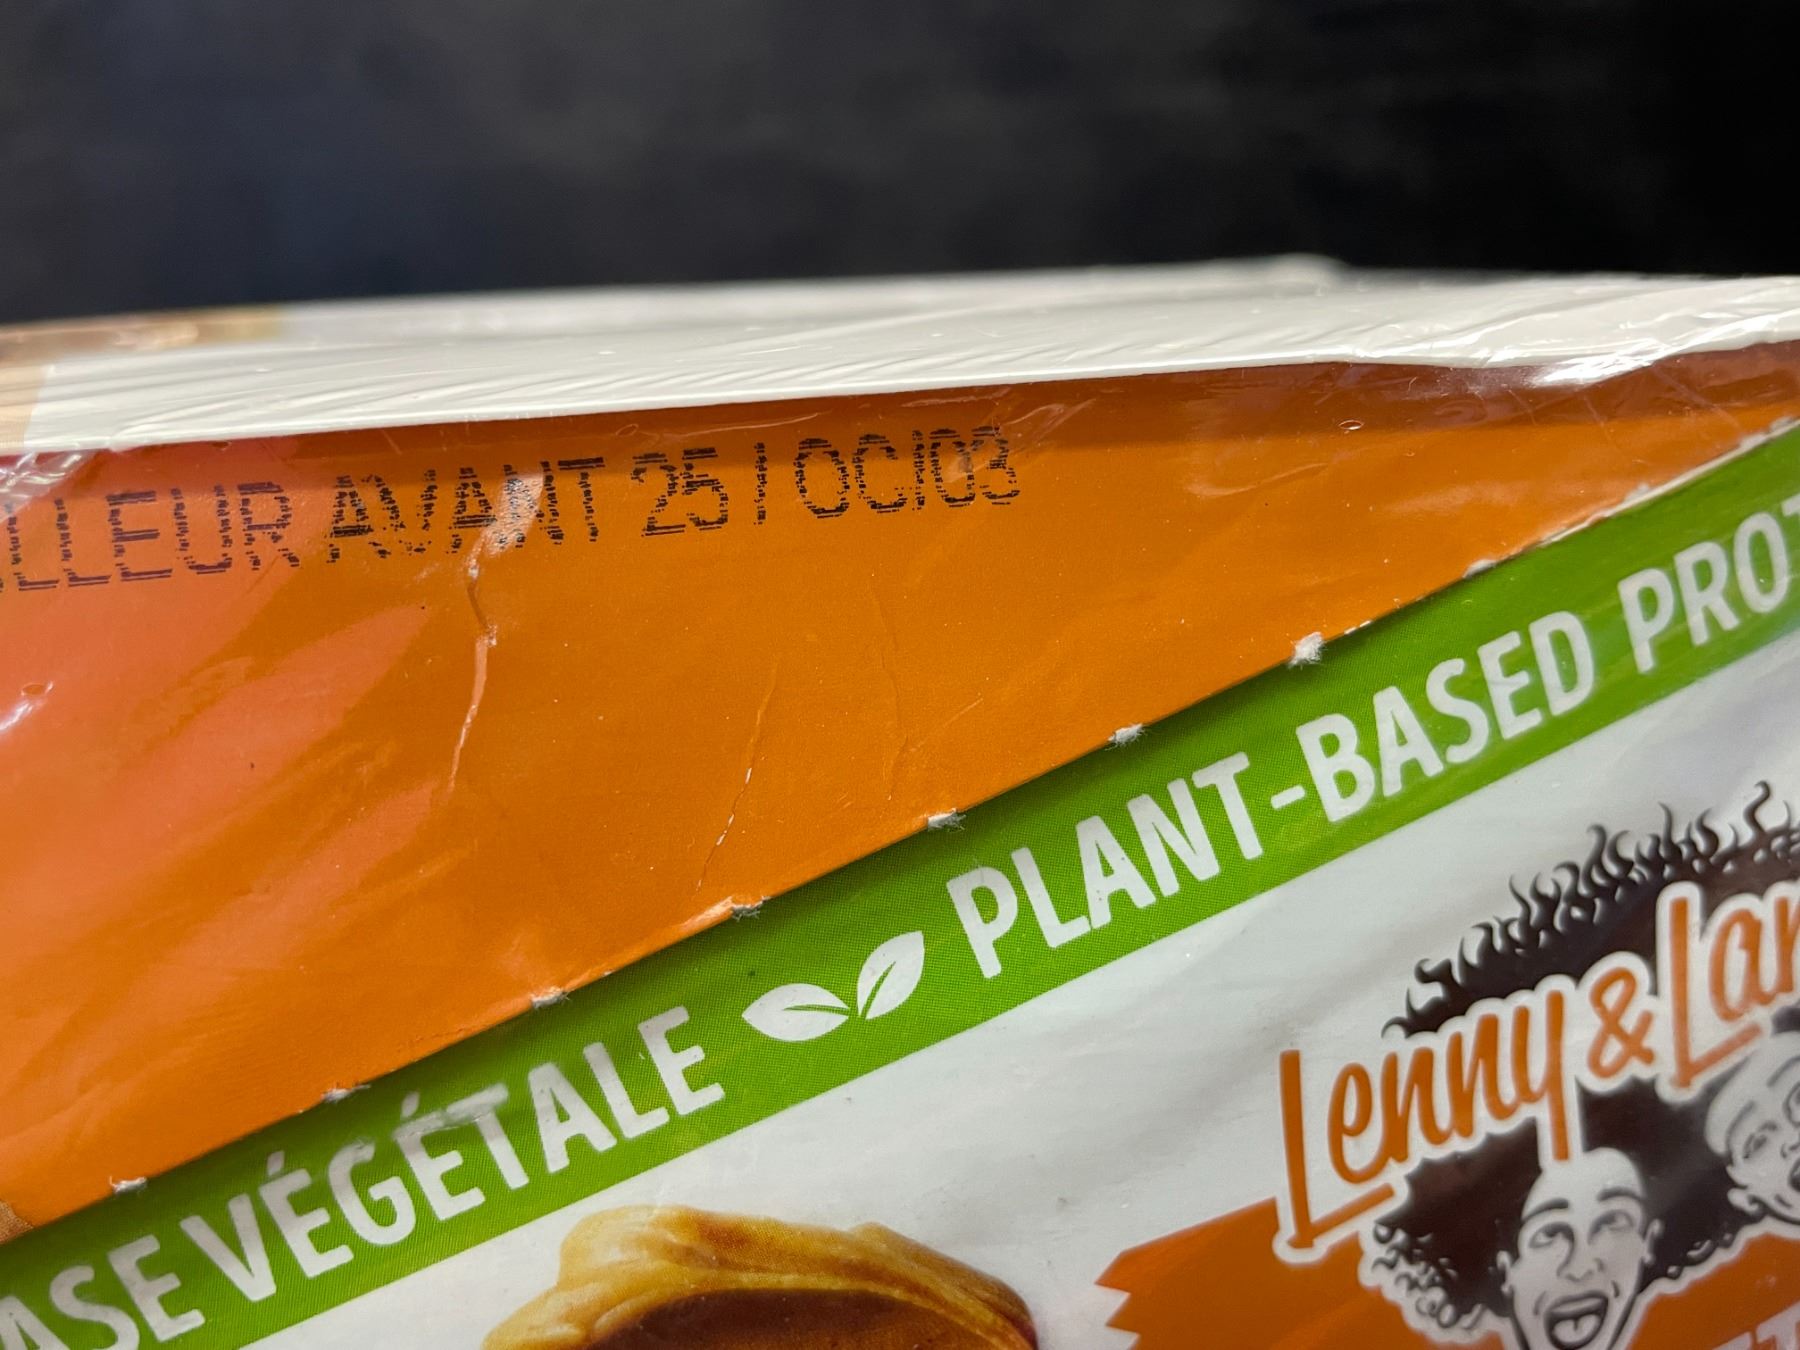 LLEUR AVANT 25 / OC / 03
PLANT-BASED PROT
ASE VÉGÉTALE
Lenny & Lar